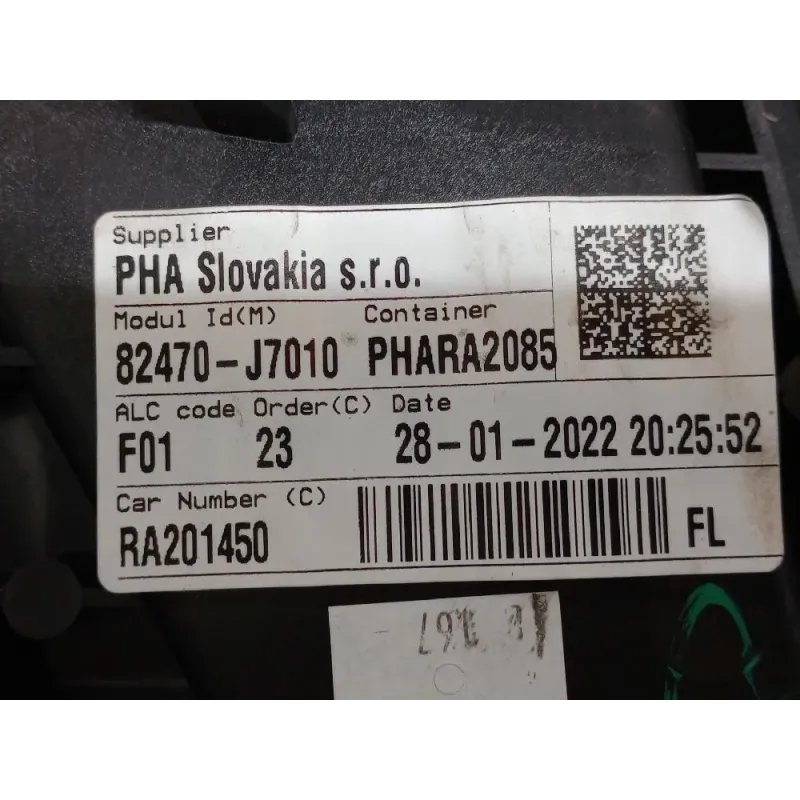 Supplier
PHA Slovakia s.r.o.
Modul Id(M) Container
82470-J7010 PHARA2085
ALC code Order(C) Date
F01 23 28-01-2022 20:25:52
Car Number (C)
RA201450 FL